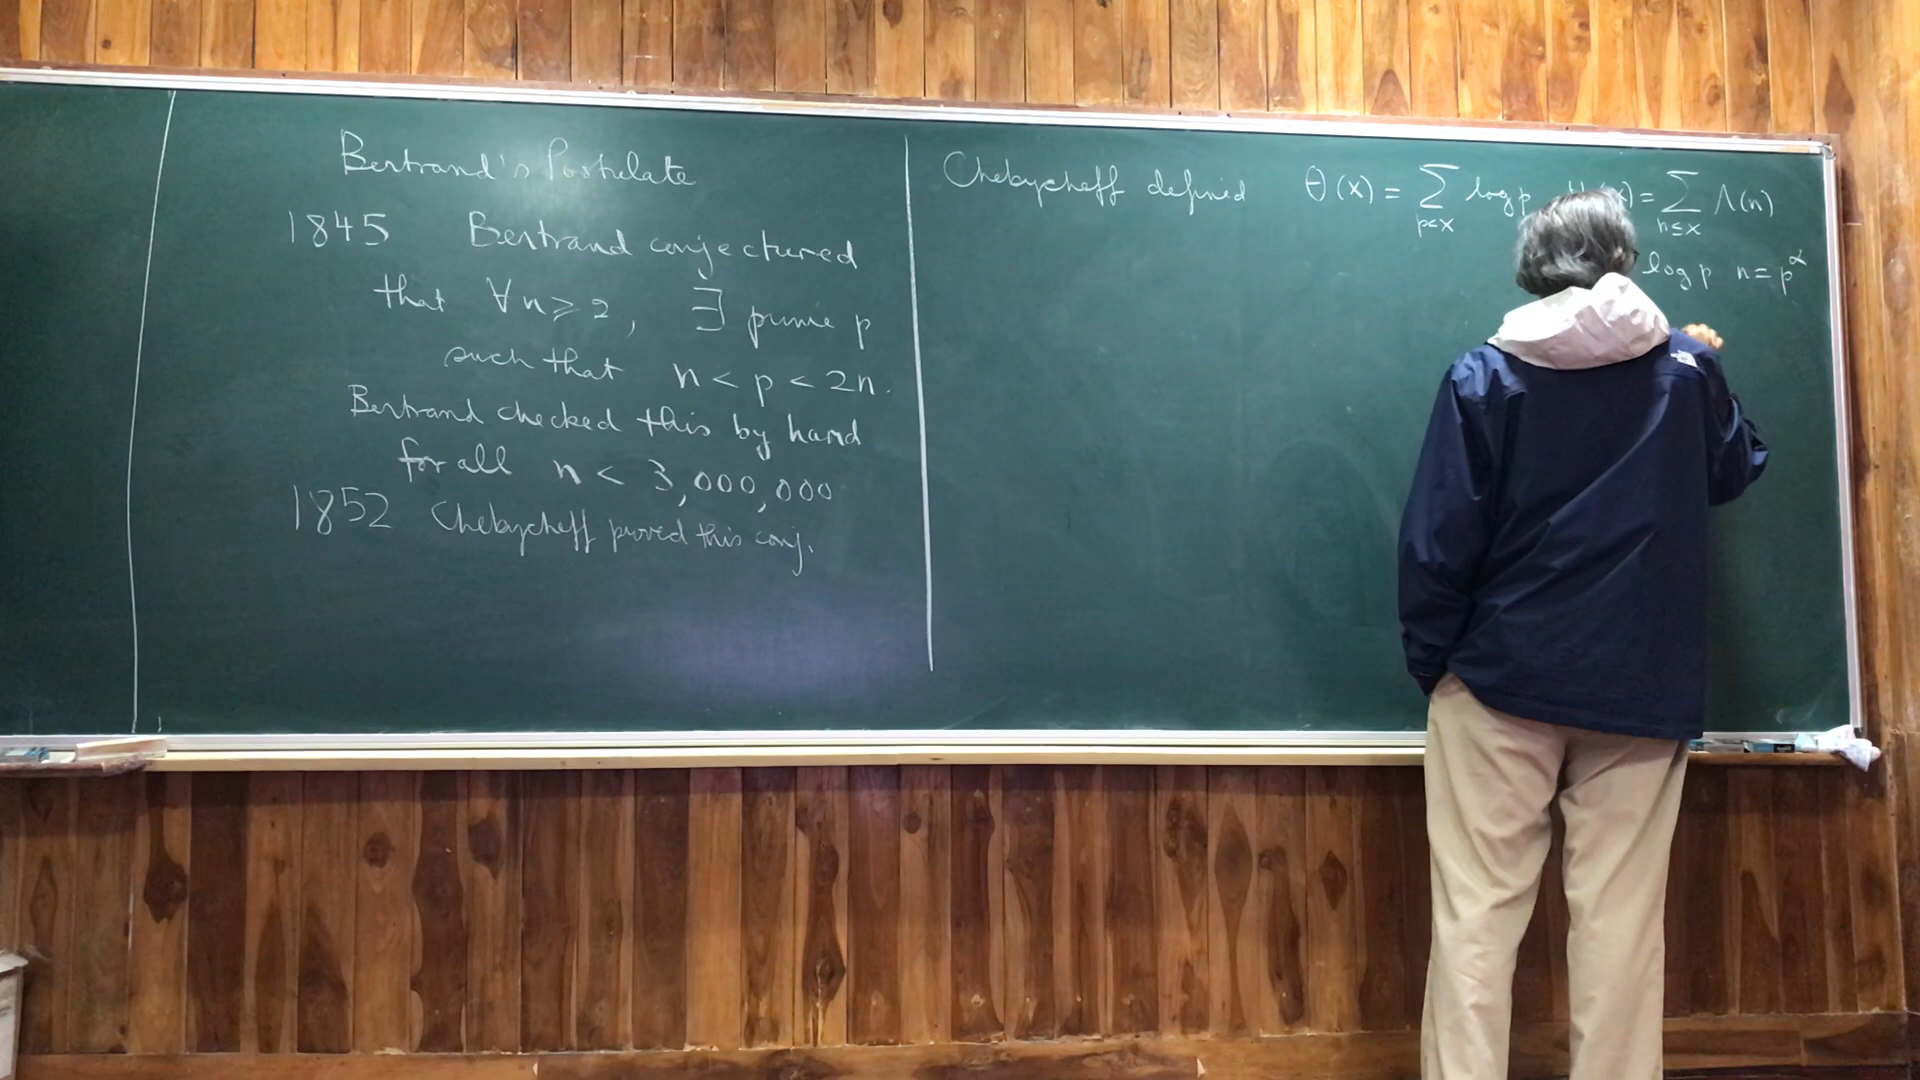 Bertrand's Postulate
1845 Bertrand conjectured
that ∀ n ≥ 2, ∃ prime p
such that n < p < 2n.
Bertrand checked this by hand
for all n < 3,000,000
1852 Chebycheff proved this conj.
Chebycheff defined θ(x) = ∑ log p (x) = ∑ Λ(n)
p≤x n≤x
log p n = p^α